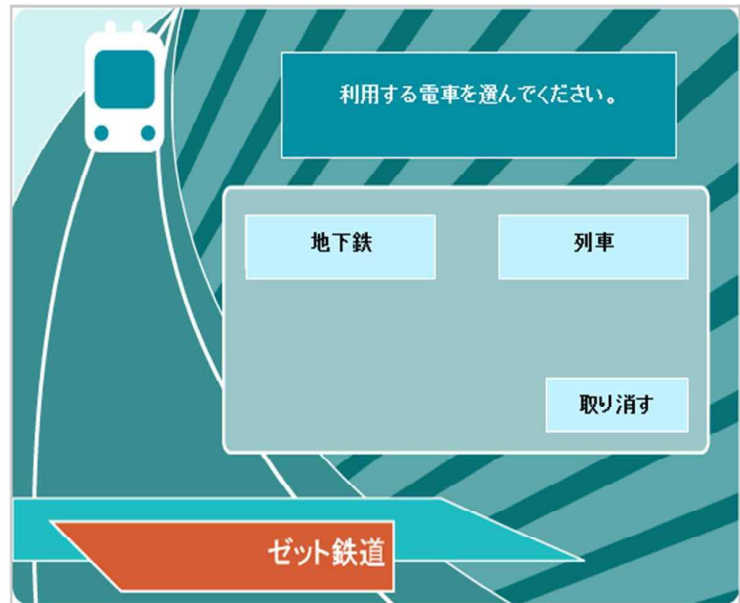 利用する電車を選んでください。
地下鉄
列車
取り消す
ゼット鉄道